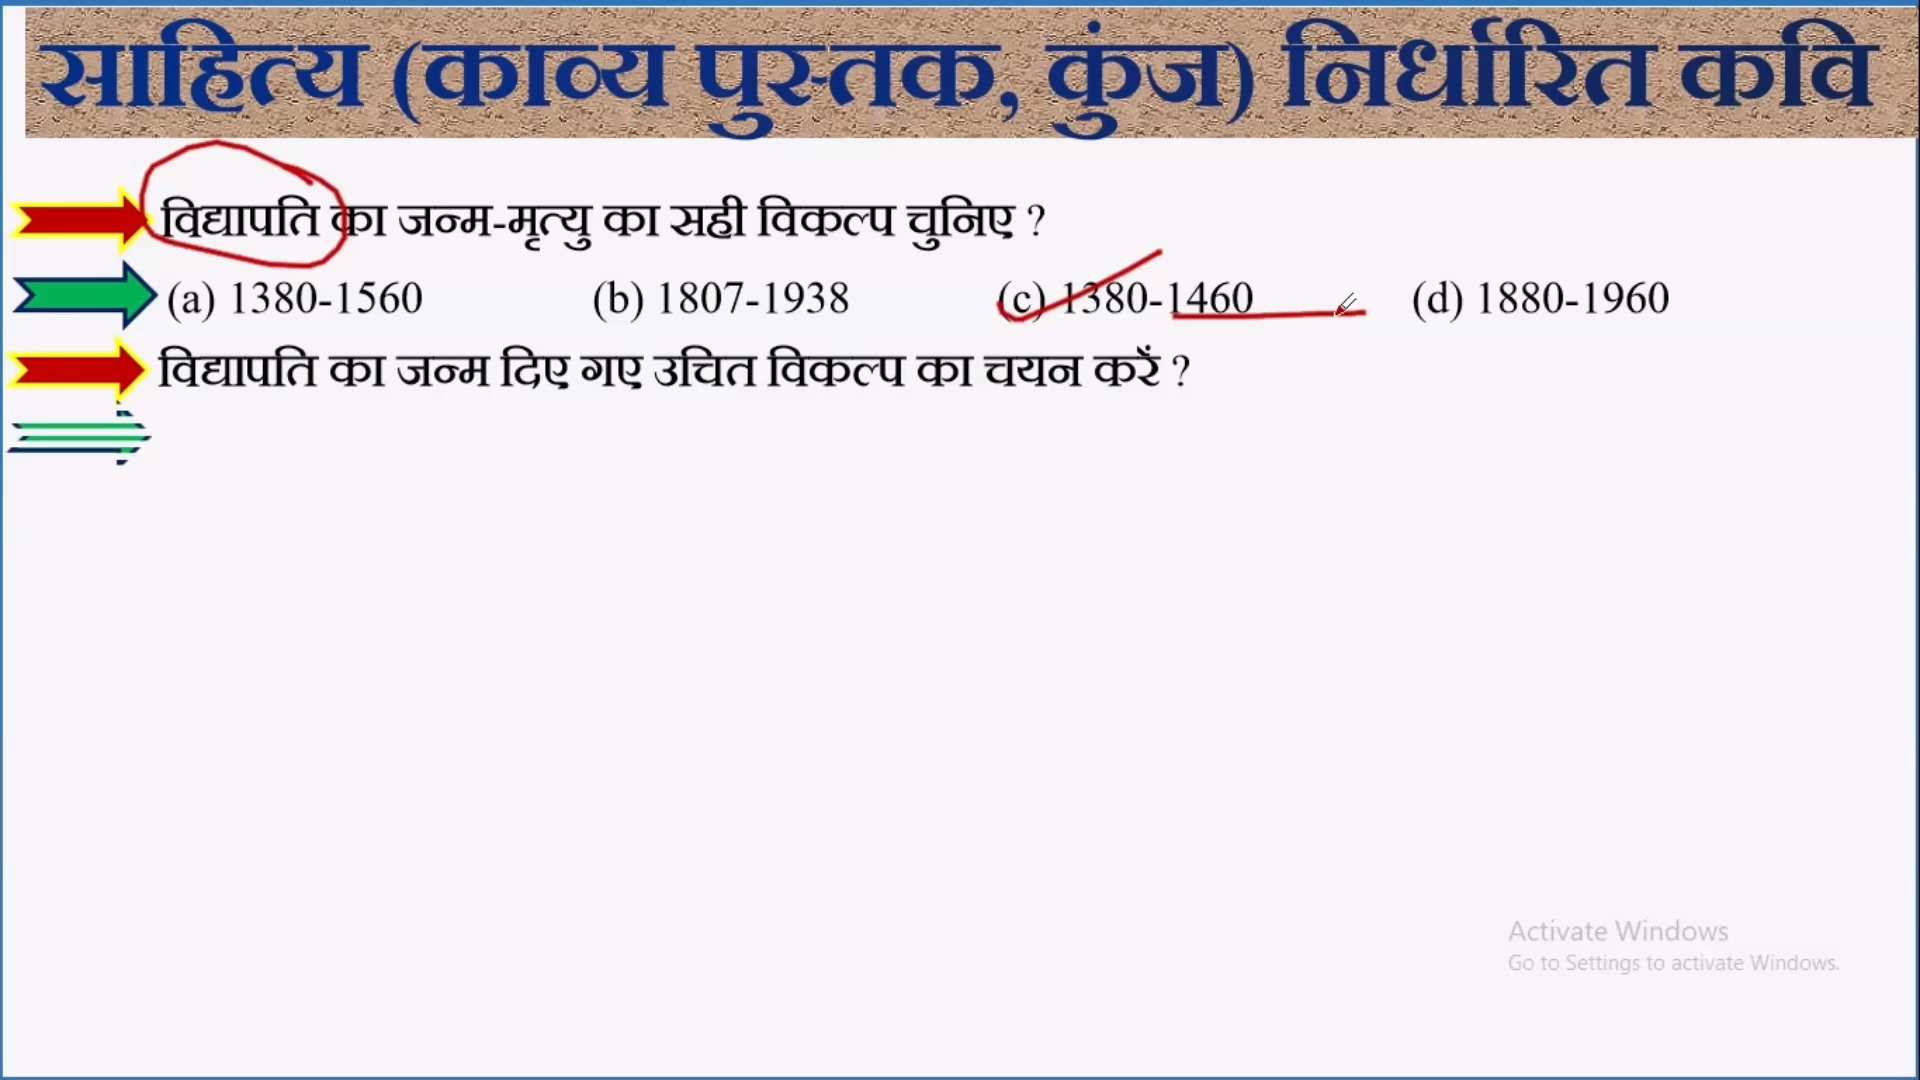 साहित्य (काव्य पुस्तक, कुंज) निर्धारित कवि
विद्यापति का जन्म-मृत्यु का सही विकल्प चुनिए ?
(a) 1380-1560 (b) 1807-1938 (c) 1380-1460 (d) 1880-1960
विद्यापति का जन्म दिए गए उचित विकल्प का चयन करें ?
Activate Windows
Go to Settings to activate Windows.